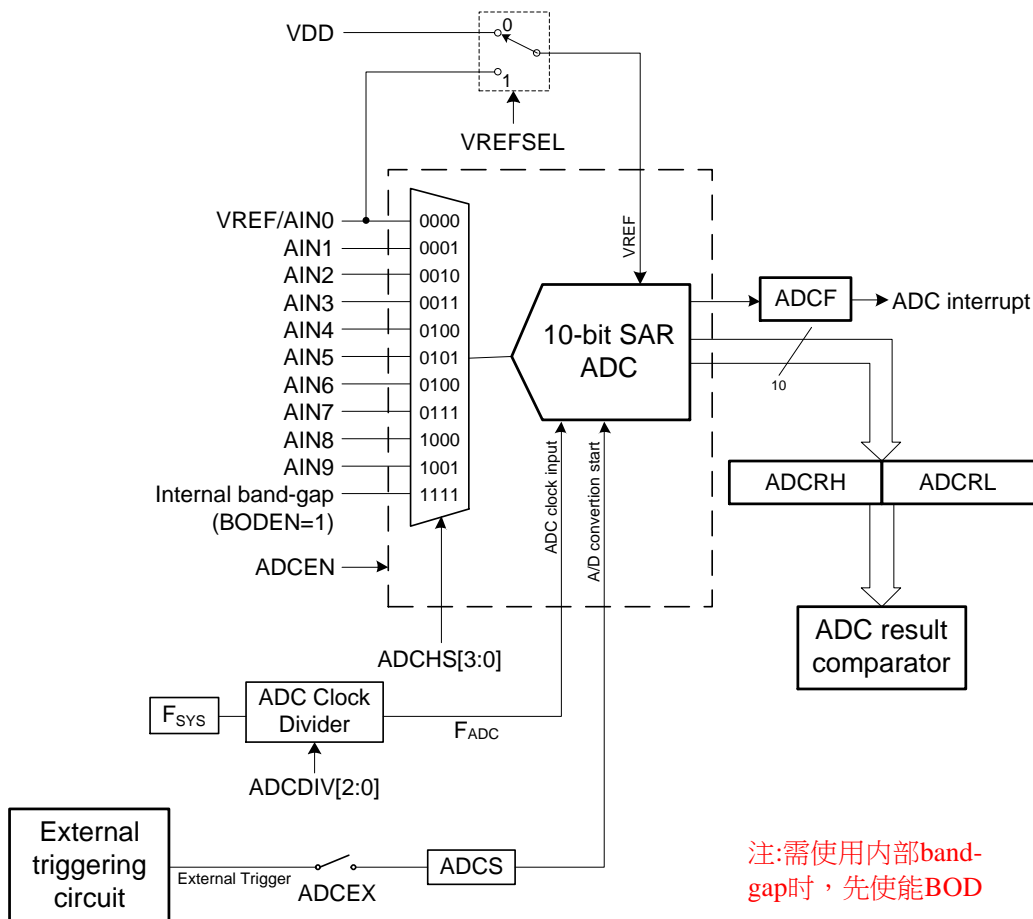 VDD
0
1
VREFSEL
VREF/AIN0
AIN1
AIN2
AIN3
AIN4
AIN5
AIN6
AIN7
AIN8
AIN9
Internal band-gap
(BODEN=1)
ADCEN
0000
0001
0010
0011
0100
0101
0100
0111
1000
1001
1111
VREF
10-bit SAR
ADC
ADCF
ADC interrupt
10
ADCRH
ADCRL
ADC result
comparator
ADC clock input
A/D convertion start
ADCHS[3:0]
FSYS
ADC Clock
Divider
FADC
ADCDIV[2:0]
External
triggering
circuit
External Trigger
ADCEX
ADCS
注:需使用内部band-
gap时，先使能BOD